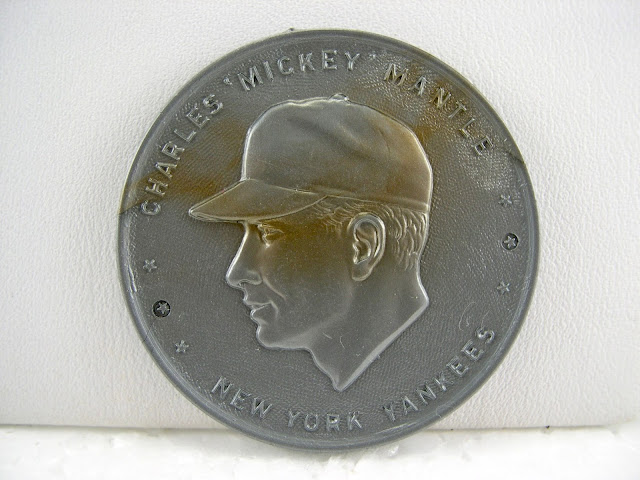 CHARLES 'MICKEY' MANTLE
NEW YORK YANKEES